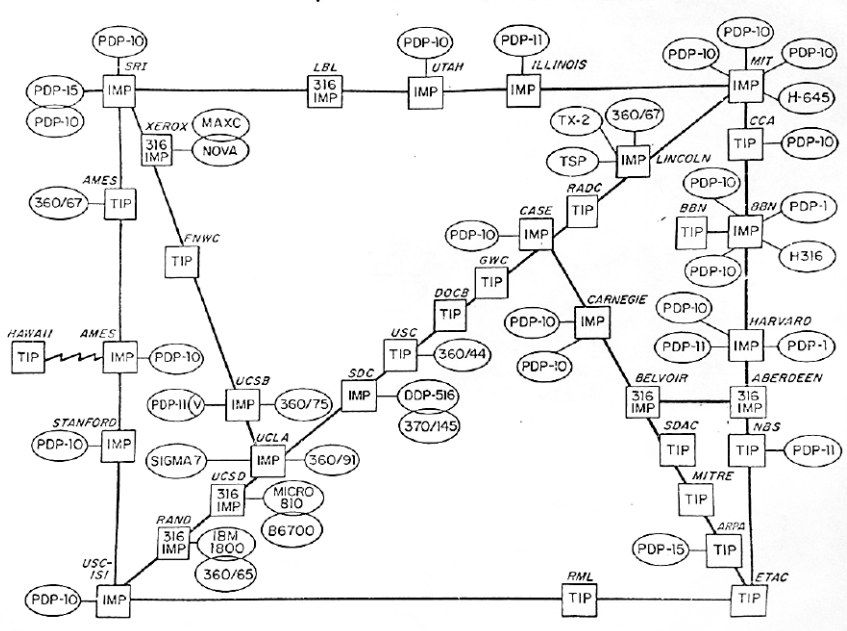 PDP-10
SRI
IMP
PDP-15
PDP-10
LBL
316
IMP
PDP-10
UTAH
IMP
PDP-11
ILLINOIS
IMP
PDP-10
PDP-10
PDP-10
MIT
IMP
H-645
CCA
TIP
PDP-10
XEROX
316
IMP
MAXC
NOVA
TX-2
360/67
TSP
IMP
LINCOLN
RADC
TIP
AMES
360/67
TIP
FNWC
TIP
CASE
PDP-10
IMP
GWC
TIP
DOCB
TIP
PDP-10
BBN
TIP
BBN
IMP
PDP-1
PDP-10
H316
HAWAII
TIP
AMES
IMP
PDP-10
USC
TIP
360/44
CARNEGIE
PDP-10
IMP
PDP-10
PDP-10
HARVARD
PDP-11
IMP
PDP-1
UCSB
PDP-11
V
IMP
360/75
SDC
IMP
DDP-516
370/145
BELVOIR
316
IMP
ABERDEEN
316
IMP
STANFORD
PDP-10
IMP
UCLA
SIGMA 7
IMP
360/91
SDAC
TIP
NBS
TIP
PDP-11
UCSD
316
IMP
MICRO
810
B6700
MITRE
TIP
RAND
316
IMP
IBM
1800
360/65
ARPA
PDP-15
TIP
USC-
ISI
PDP-10
IMP
RML
TIP
ETAC
TIP